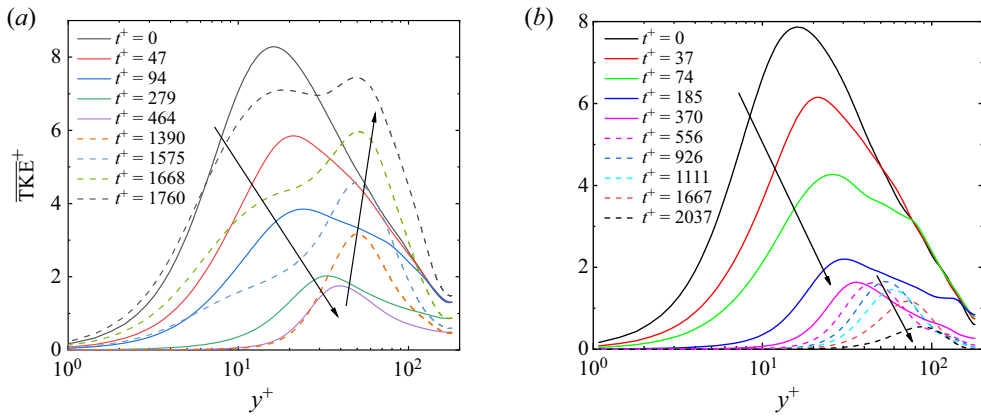 (a)
TKE⁺
8
6
4
2
0
t⁺ = 0
t⁺ = 47
t⁺ = 94
t⁺ = 279
t⁺ = 464
t⁺ = 1390
t⁺ = 1575
t⁺ = 1668
t⁺ = 1760
10⁰ 10¹ 10²
y⁺
(b)
8
6
4
2
0
t⁺ = 0
t⁺ = 37
t⁺ = 74
t⁺ = 185
t⁺ = 370
t⁺ = 556
t⁺ = 926
t⁺ = 1111
t⁺ = 1667
t⁺ = 2037
10⁰ 10¹ 10²
y⁺